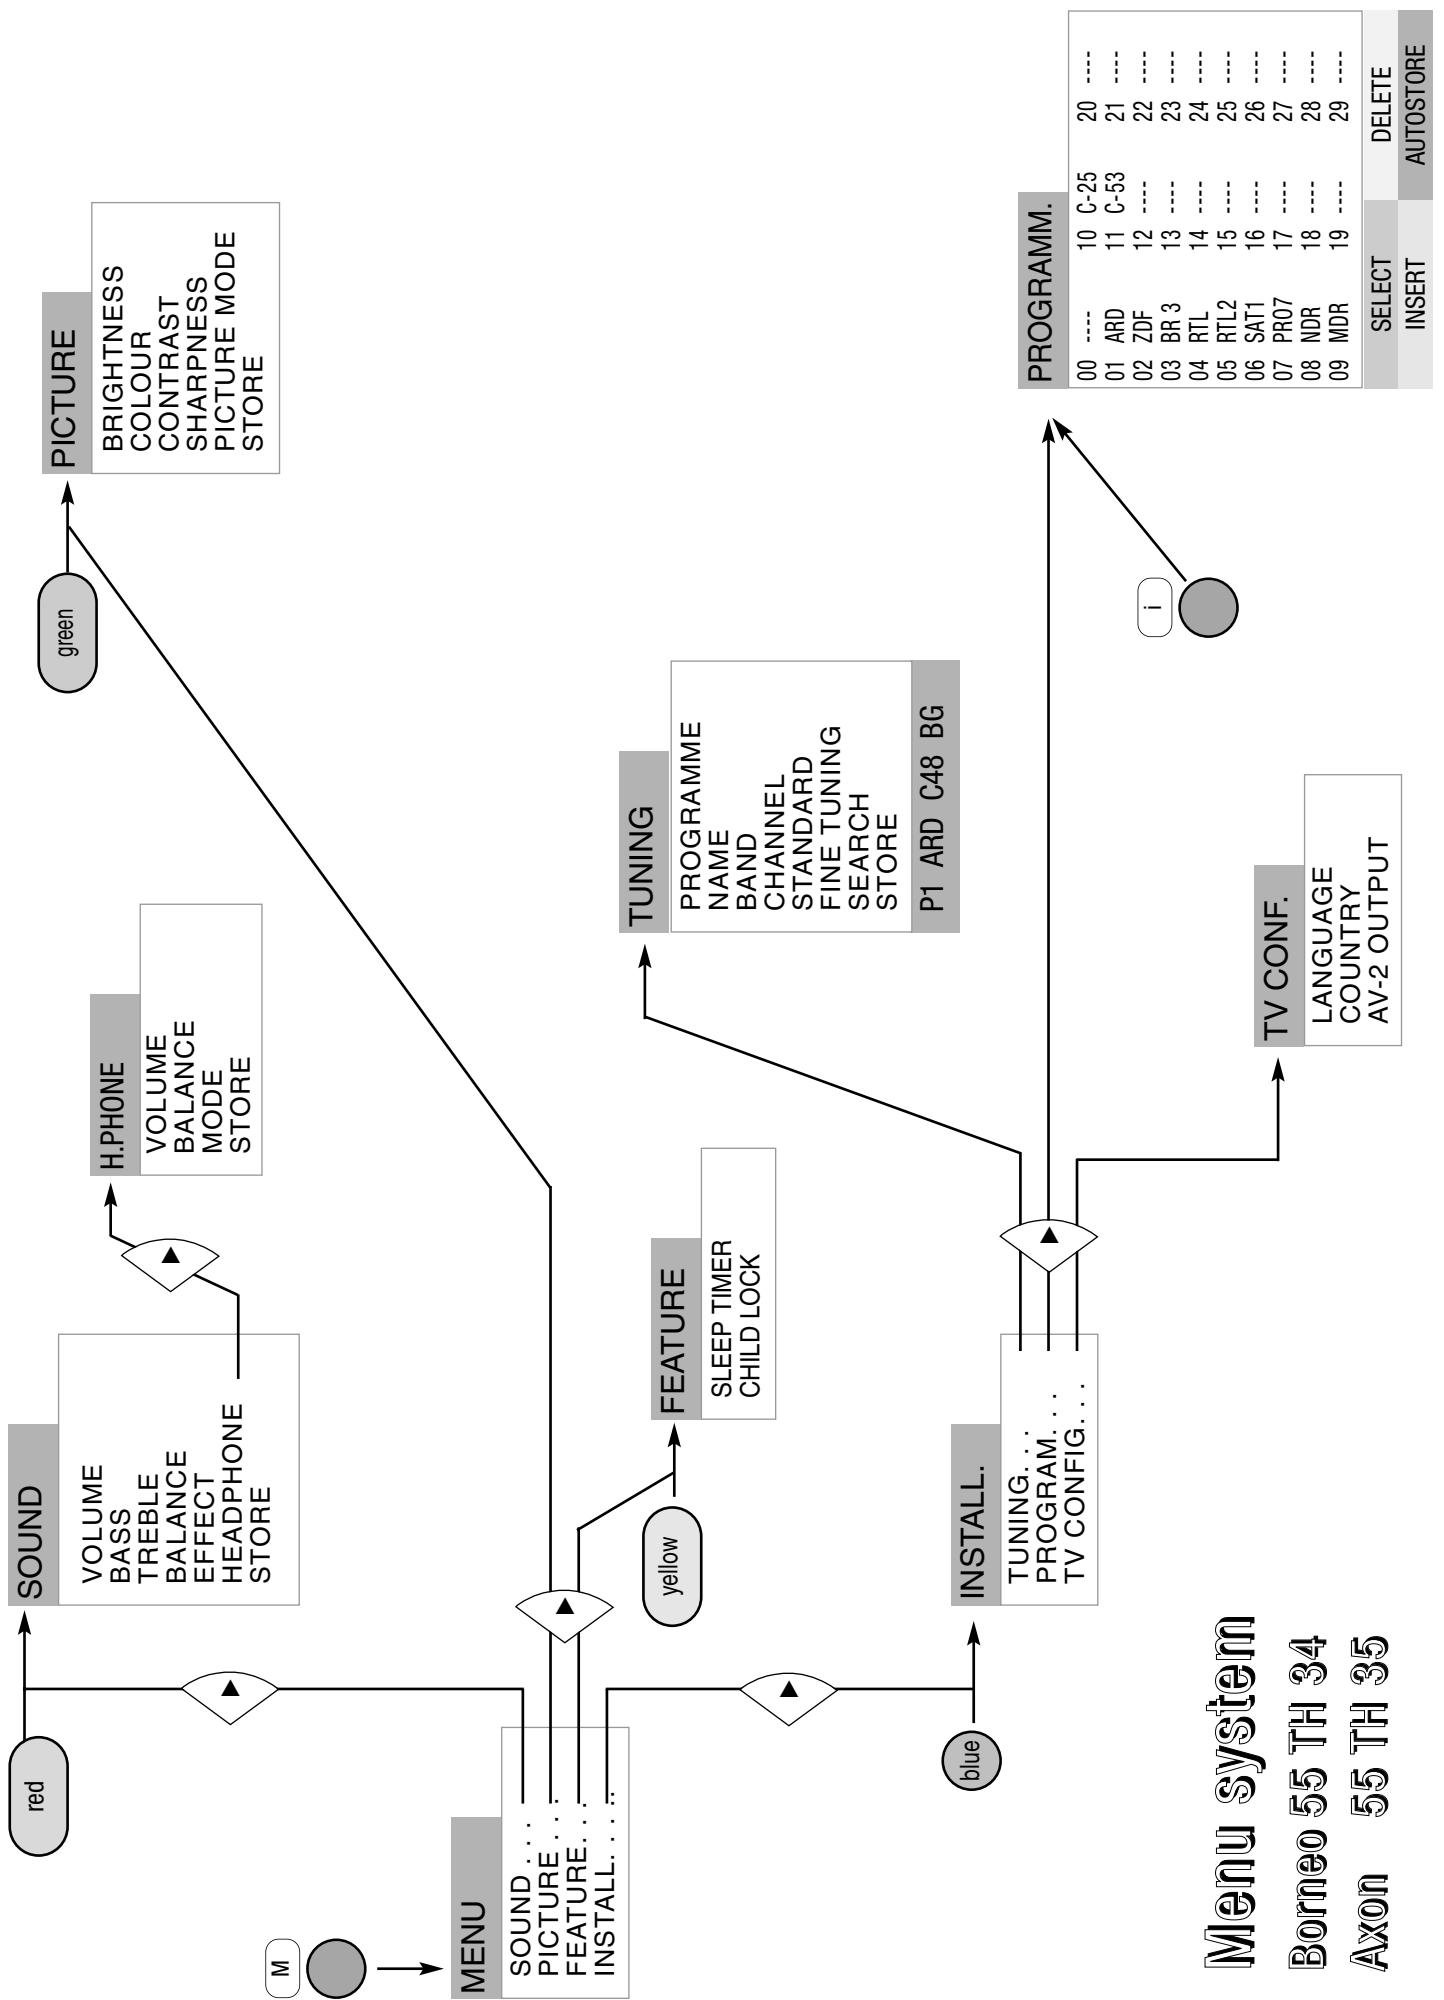 red
SOUND
VOLUME
BASS
TREBLE
BALANCE
EFFECT
HEADPHONE
STORE
H.PHONE
VOLUME
BALANCE
MODE
STORE
green
PICTURE
BRIGHTNESS
COLOUR
CONTRAST
SHARPNESS
PICTURE MODE
STORE
M
MENU
SOUND . . .
PICTURE . . .
FEATURE. . .
INSTALL. . . .
yellow
FEATURE
SLEEP TIMER
CHILD LOCK
TUNING
PROGRAMME
NAME
BAND
CHANNEL
STANDARD
FINE TUNING
SEARCH
STORE
P1 ARD C48 BG
blue
INSTALL.
TUNING. . .
PROGRAM. . .
TV CONFIG. . .
TV CONF.
LANGUAGE
COUNTRY
AV-2 OUTPUT
i
PROGRAMM.
00 ---- 10 C-25 20 ----
01 ARD 11 C-53 21 ----
02 ZDF 12 ---- 22 ----
03 BR 3 13 ---- 23 ----
04 RTL 14 ---- 24 ----
05 RTL2 15 ---- 25 ----
06 SAT1 16 ---- 26 ----
07 PRO7 17 ---- 27 ----
08 NDR 18 ---- 28 ----
09 MDR 19 ---- 29 ----
SELECT DELETE
INSERT AUTOSTORE
Menu system
Borneo 55 TH 34
Axon 55 TH 35